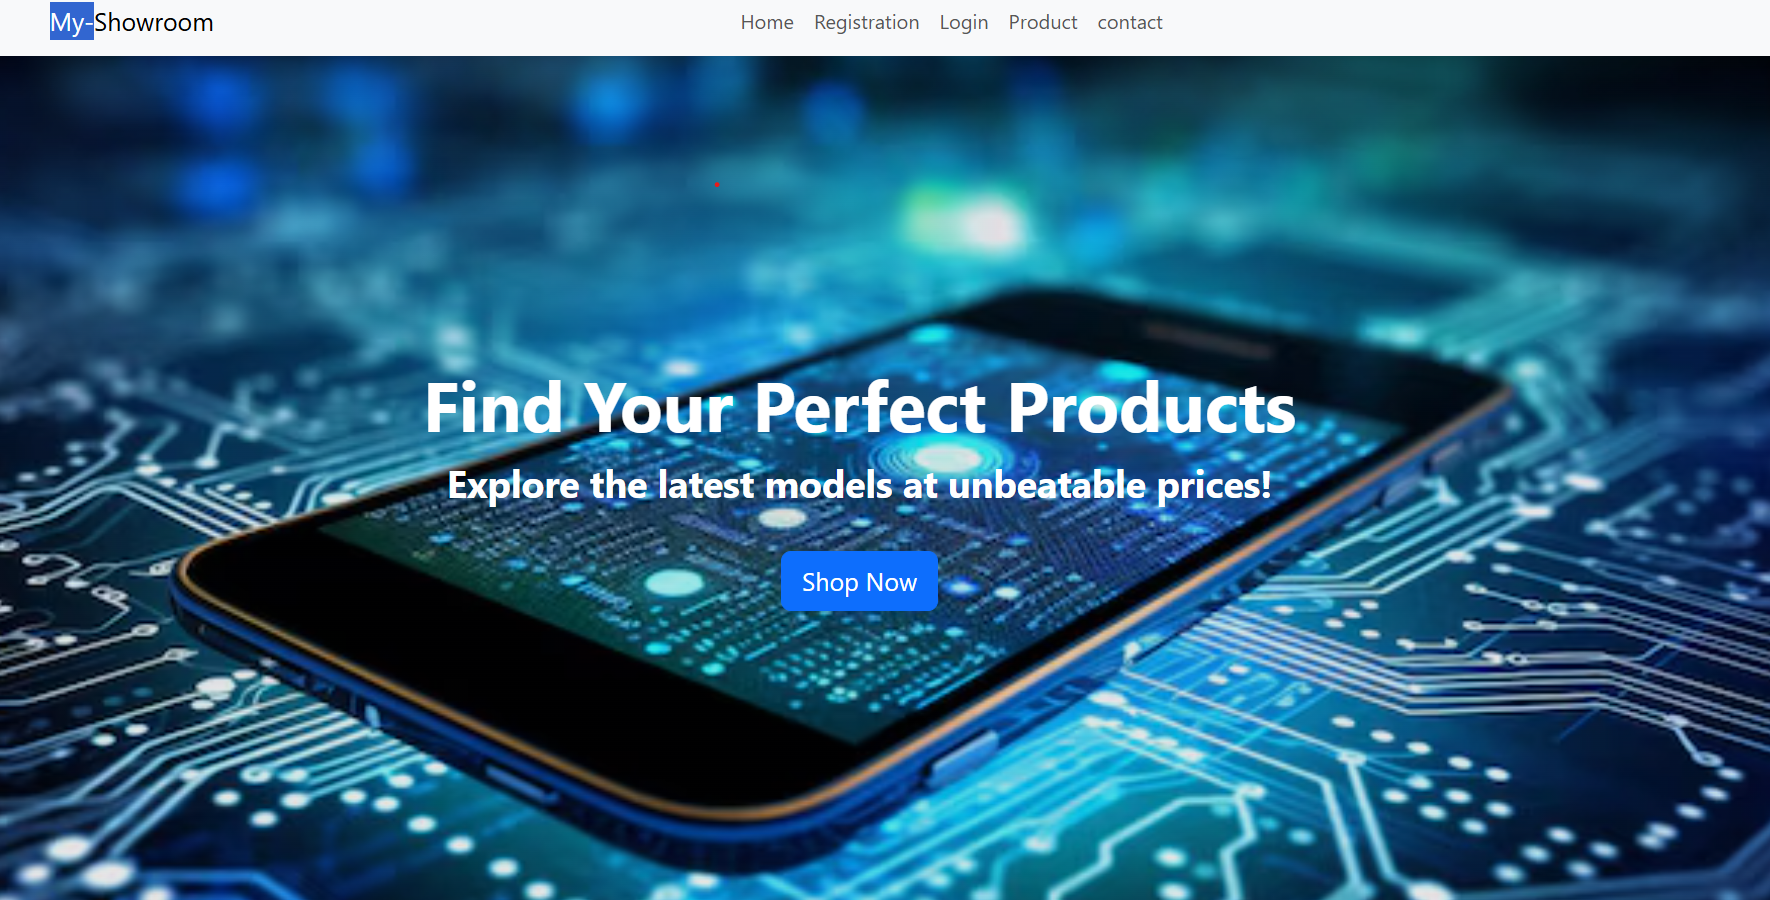 My-Showroom
Home Registration Login Product contact
Find Your Perfect Products
Explore the latest models at unbeatable prices!
Shop Now